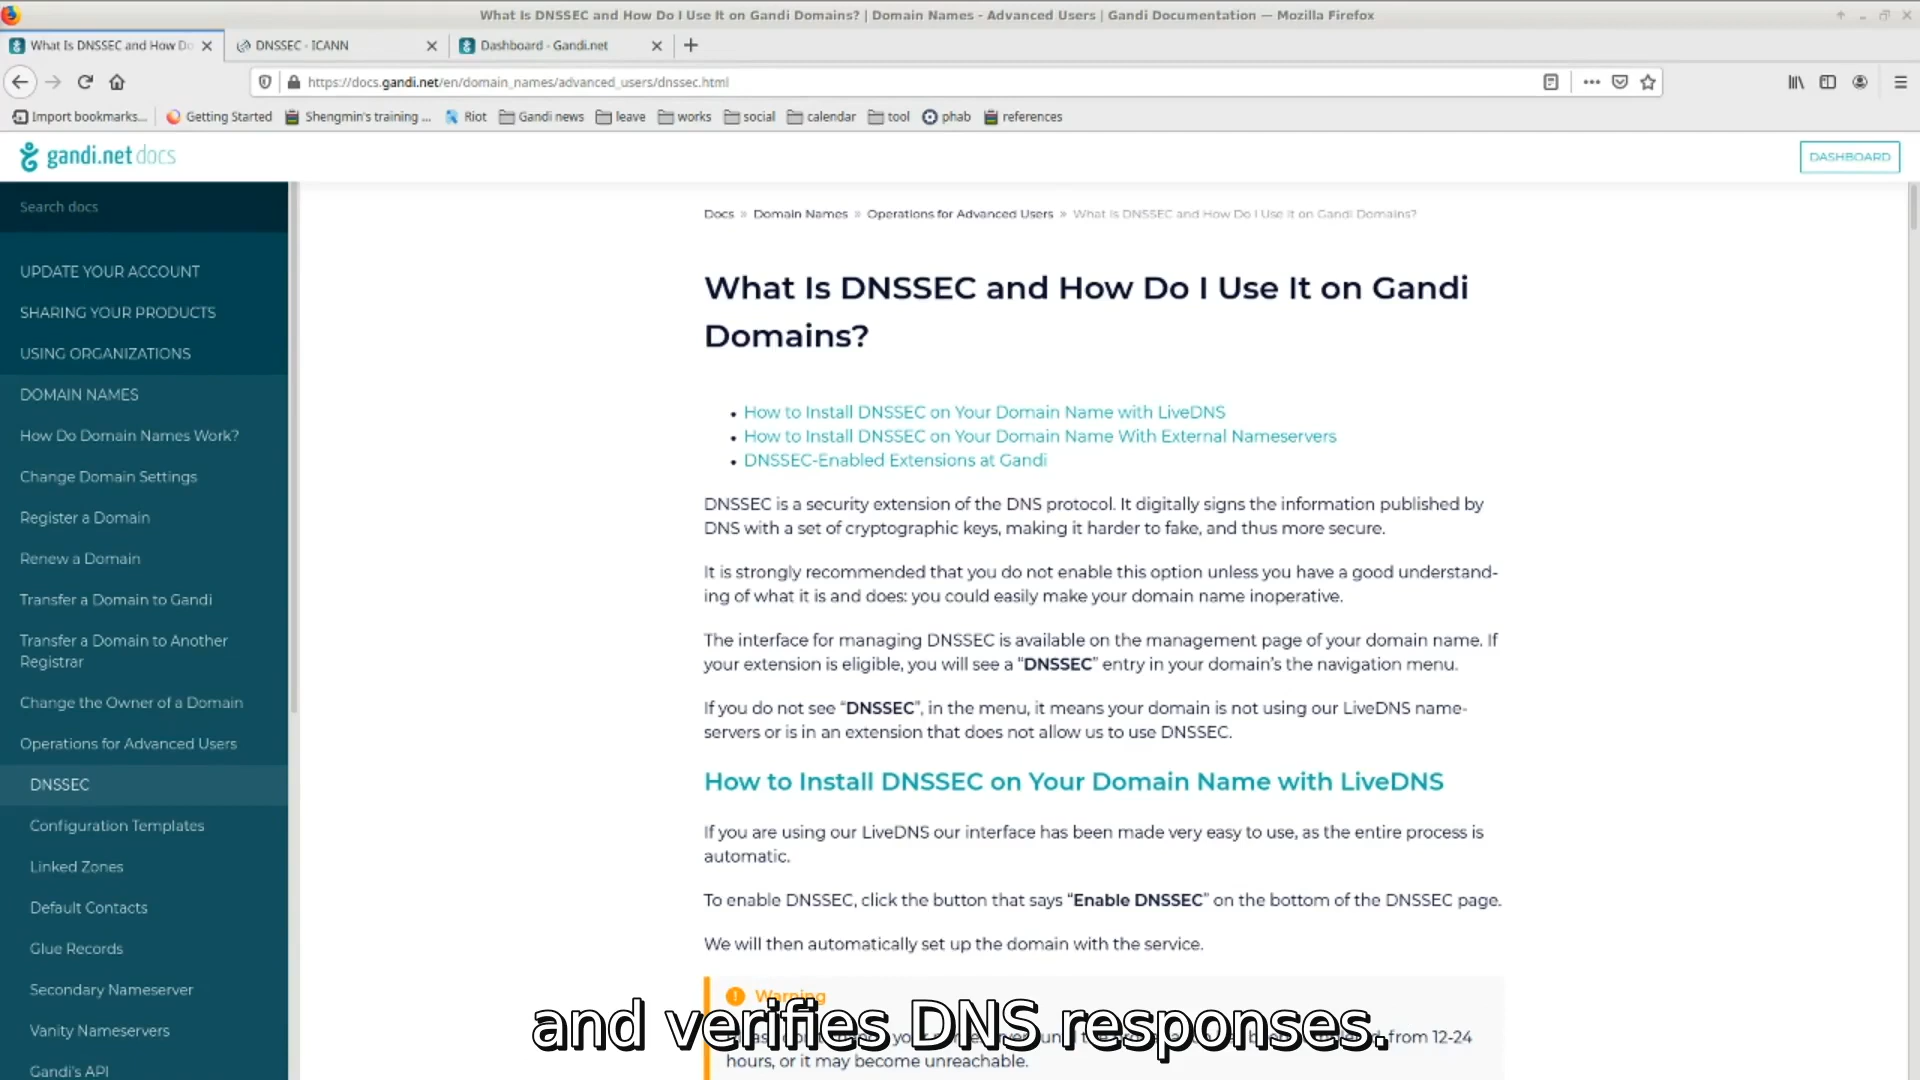 What Is DNSSEC and How Do I Use It on Gandi Domains? | Domain Names - Advanced Users | Gandi Documentation — Mozilla Firefox
What Is DNSSEC and How Do
DNSSEC - ICANN
Dashboard - Gandi.net
https://docs.gandi.net/en/domain_names/advanced_users/dnssec.html
Import bookmarks...
Getting Started
Shengmin's training ...
Riot
Gandi news
leave
works
social
calendar
tool
phab
references
gandi.net docs
DASHBOARD
Search docs
UPDATE YOUR ACCOUNT
SHARING YOUR PRODUCTS
USING ORGANIZATIONS
DOMAIN NAMES
How Do Domain Names Work?
Change Domain Settings
Register a Domain
Renew a Domain
Transfer a Domain to Gandi
Transfer a Domain to Another
Registrar
Change the Owner of a Domain
Operations for Advanced Users
DNSSEC
Configuration Templates
Linked Zones
Default Contacts
Glue Records
Secondary Nameserver
Vanity Nameservers
Gandi's API
Docs » Domain Names » Operations for Advanced Users » What Is DNSSEC and How Do I Use It on Gandi Domains?
What Is DNSSEC and How Do I Use It on Gandi
Domains?
• How to Install DNSSEC on Your Domain Name with LiveDNS
• How to Install DNSSEC on Your Domain Name With External Nameservers
• DNSSEC-Enabled Extensions at Gandi
DNSSEC is a security extension of the DNS protocol. It digitally signs the information published by
DNS with a set of cryptographic keys, making it harder to fake, and thus more secure.
It is strongly recommended that you do not enable this option unless you have a good understand-
ing of what it is and does: you could easily make your domain name inoperative.
The interface for managing DNSSEC is available on the management page of your domain name. If
your extension is eligible, you will see a “DNSSEC” entry in your domain’s the navigation menu.
If you do not see “DNSSEC”, in the menu, it means your domain is not using our LiveDNS name-
servers or is in an extension that does not allow us to use DNSSEC.
How to Install DNSSEC on Your Domain Name with LiveDNS
If you are using our LiveDNS our interface has been made very easy to use, as the entire process is
automatic.
To enable DNSSEC, click the button that says “Enable DNSSEC” on the bottom of the DNSSEC page.
We will then automatically set up the domain with the service.
Warning
from 12-24
hours, or it may become unreachable.
and verifies DNS responses.